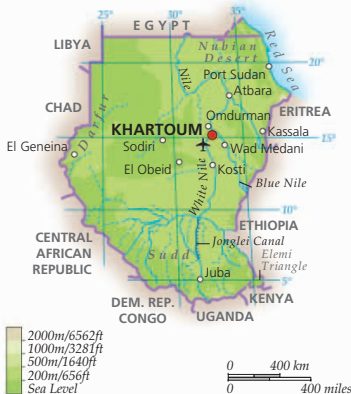 25°
30°
35°
EGYPT
LIBYA
Nubian
Desert
Red Sea
20°
Nile
Port Sudan
Atbara
CHAD
Darfur
Omdurman
ERITREA
KHARTOUM
Kassala
15°
El Geneina
Sodiri
Wad Medani
El Obeid
Kosti
White Nile
Blue Nile
10°
ETHIOPIA
CENTRAL
AFRICAN
REPUBLIC
Jonglei Canal
Sudd
Elemi
Triangle
Juba
5°
KENYA
DEM. REP.
CONGO
UGANDA
2000m/6562ft
1000m/3281ft
500m/1640ft
200m/656ft
Sea Level
0 400 km
0 400 miles